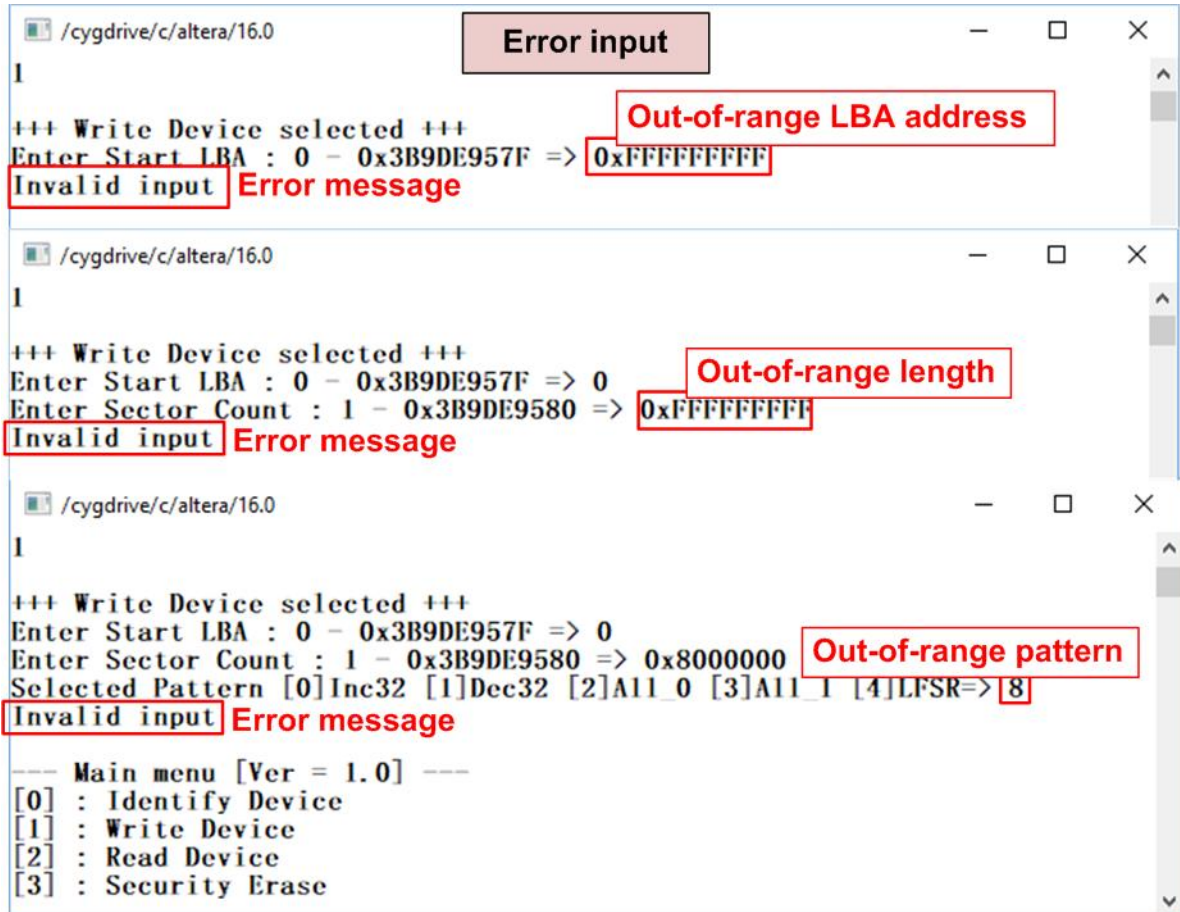 /cygdrive/c/altera/16.0
Error input
1
Out-of-range LBA address
+++ Write Device selected +++
Enter Start LBA : 0 - 0x3B9DE957F => 0xFFFFFFFFF
Invalid input Error message
/cygdrive/c/altera/16.0
1
+++ Write Device selected +++
Enter Start LBA : 0 - 0x3B9DE957F => 0
Out-of-range length
Enter Sector Count : 1 - 0x3B9DE9580 => 0xFFFFFFFFF
Invalid input Error message
/cygdrive/c/altera/16.0
1
+++ Write Device selected +++
Enter Start LBA : 0 - 0x3B9DE957F => 0
Enter Sector Count : 1 - 0x3B9DE9580 => 0x8000000
Out-of-range pattern
Selected Pattern [0]Inc32 [1]Dec32 [2]All_0 [3]All_1 [4]LFSR=> 8
Invalid input Error message
--- Main menu [Ver = 1.0] ---
[0] : Identify Device
[1] : Write Device
[2] : Read Device
[3] : Security Erase